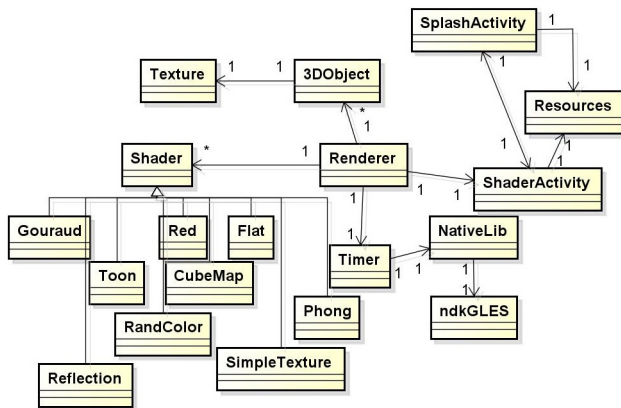 SplashActivity
1
1
1
1
Texture
1
1
3DObject
Resources
*
1
1
1
Shader
*
1
Renderer
1
1
ShaderActivity
1
Gouraud
Red
Flat
1
Timer
1
1
NativeLib
Toon
CubeMap
1
1
Phong
ndkGLES
RandColor
SimpleTexture
Reflection